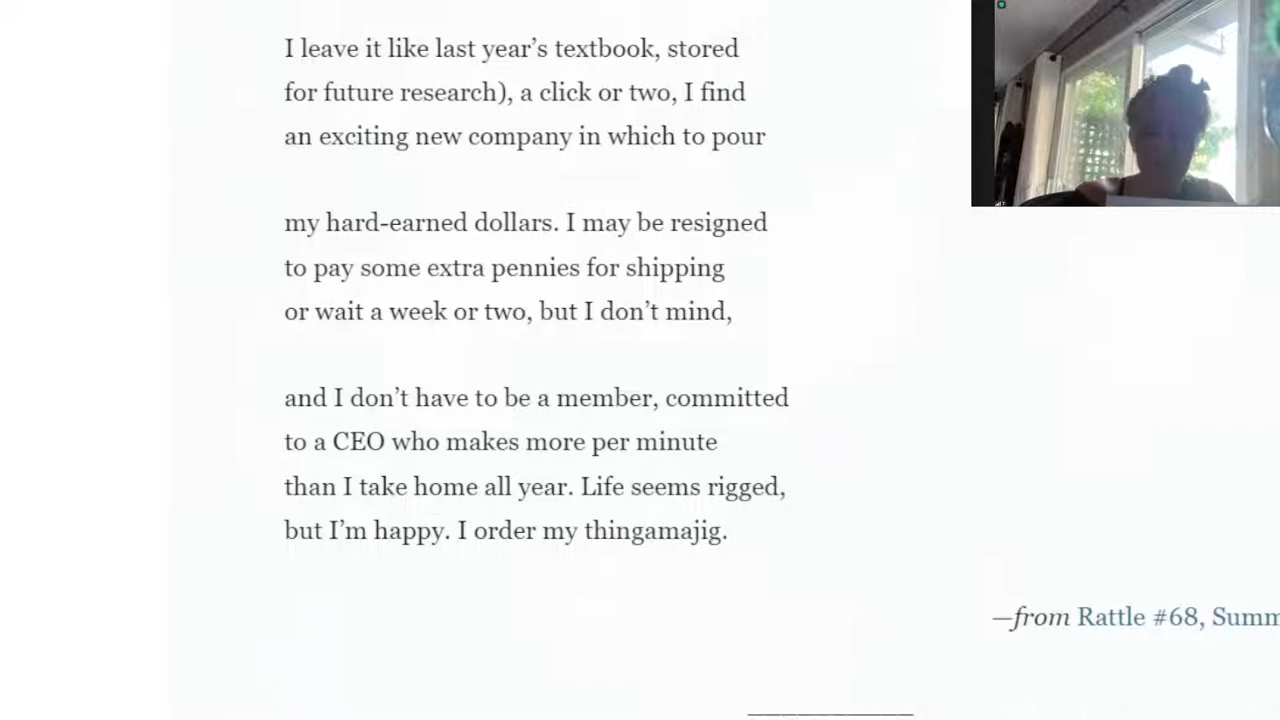 I leave it like last year’s textbook, stored
for future research), a click or two, I find
an exciting new company in which to pour
my hard-earned dollars. I may be resigned
to pay some extra pennies for shipping
or wait a week or two, but I don’t mind,
and I don’t have to be a member, committed
to a CEO who makes more per minute
than I take home all year. Life seems rigged,
but I’m happy. I order my thingamajig.
—from Rattle #68, Summ